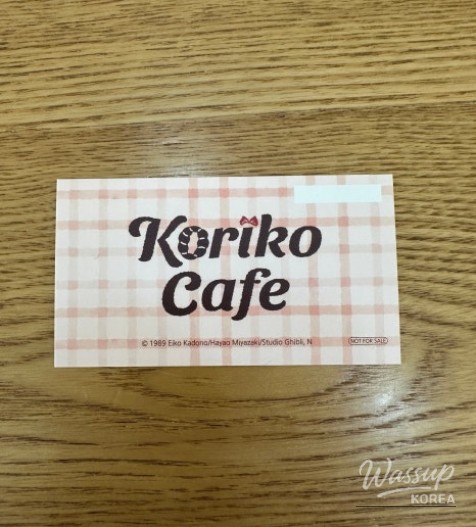 Koriko
Cafe
© 1989 Eiko Kadono/Hayao Miyazaki/Studio Ghibli, N
NOT FOR SALE
Wassup
KOREA